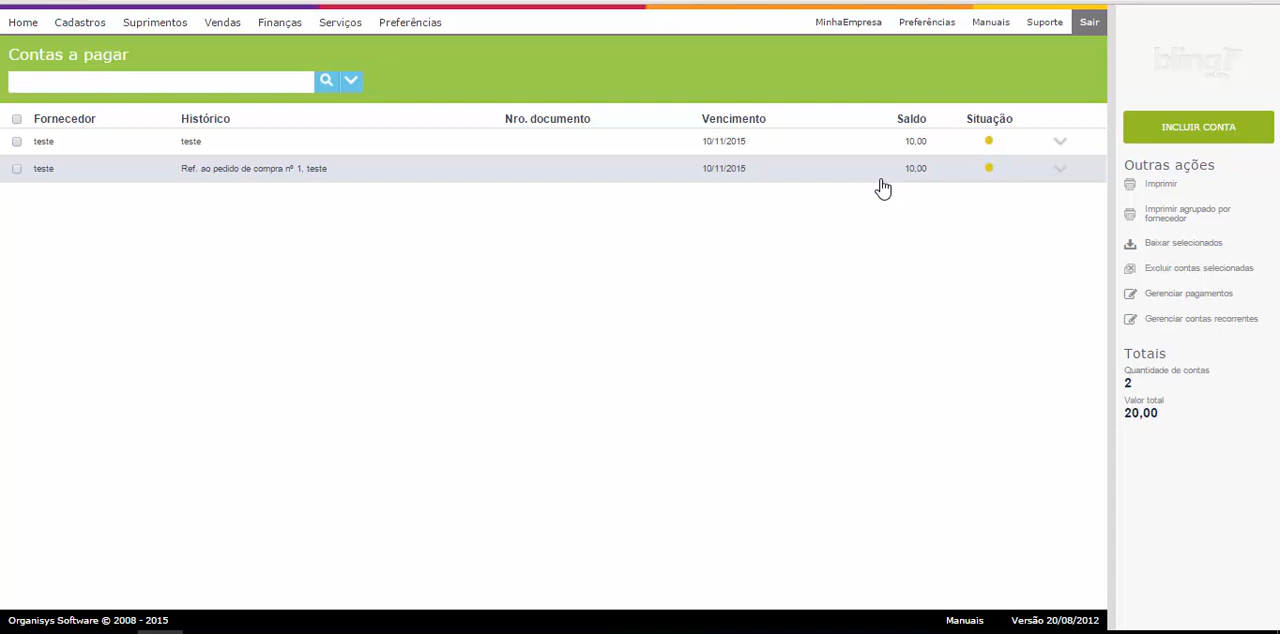 Home Cadastros Suprimentos Vendas Finanças Serviços Preferências MinhaEmpresa Preferências Manuais Suporte Sair
Contas a pagar
Fornecedor Histórico Nro. documento Vencimento Saldo Situação
teste teste 10/11/2015 10,00
teste Ref. ao pedido de compra nº 1, teste 10/11/2015 10,00
bling
INCLUIR CONTA
Outras ações
Imprimir
Imprimir agrupado por
fornecedor
Baixar selecionados
Excluir contas selecionadas
Gerenciar pagamentos
Gerenciar contas recorrentes
Totais
Quantidade de contas
2
Valor total
20,00
Organisys Software © 2008 - 2015 Manuais Versão 20/08/2012